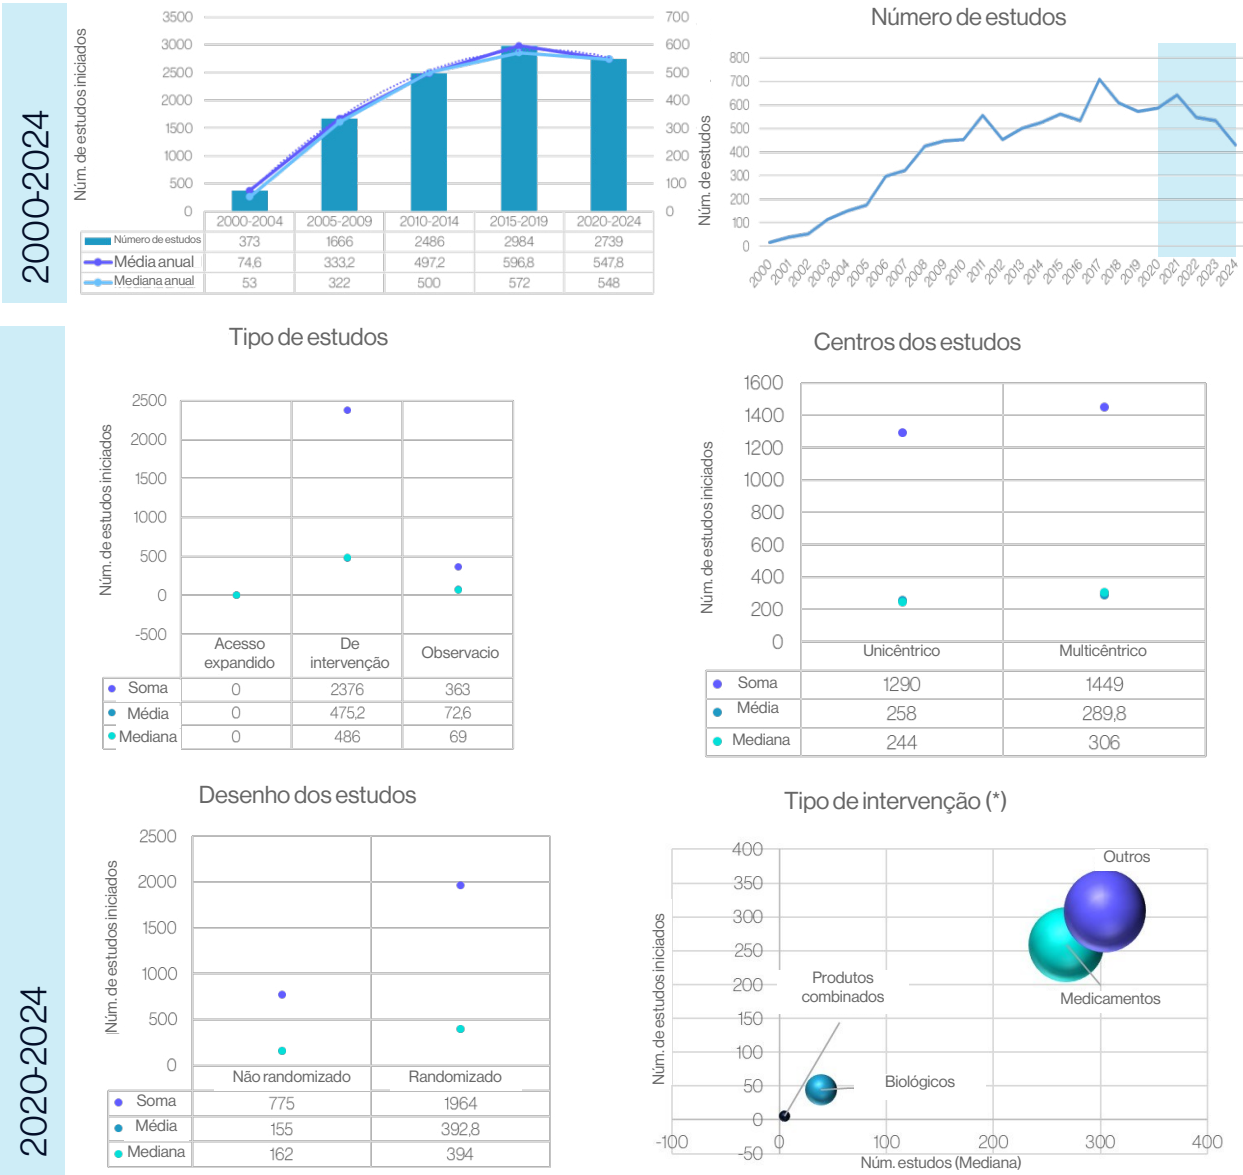 2000-2024
Núm. de estudos iniciados
3500
3000
2500
2000
1500
1000
500
0
700
600
500
400
300
200
100
0
Núm. de estudos
2000-2004 2005-2009 2010-2014 2015-2019 2020-2024
Número de estudos 373 1666 2486 2984 2739
Média anual 74,6 333,2 497,2 596,8 547,8
Mediana anual 53 322 500 572 548
Número de estudos
800
700
600
500
400
300
200
100
0
2000 2001 2002 2003 2004 2005 2006 2007 2008 2009 2010 2011 2012 2013 2014 2015 2016 2017 2018 2019 2020 2021 2022 2023 2024
2020-2024
Tipo de estudos
Núm. de estudos iniciados
2500
2000
1500
1000
500
0
-500
Acesso expandido De intervenção Observacio
Soma 0 2376 363
Média 0 475,2 72,6
Mediana 0 486 69
Centros dos estudos
Núm. de estudos iniciados
1600
1400
1200
1000
800
600
400
200
0
Unicêntrico Multicêntrico
Soma 1290 1449
Média 258 289,8
Mediana 244 306
Desenho dos estudos
Núm. de estudos iniciados
2500
2000
1500
1000
500
0
Não randomizado Randomizado
Soma 775 1964
Média 155 392,8
Mediana 162 394
Tipo de intervenção (*)
Núm. de estudos iniciados
400
350
300
250
200
150
100
50
0
-50
Outros
Medicamentos
Produtos
combinados
Biológicos
-100 0 100 200 300 400
Núm. estudos (Mediana)